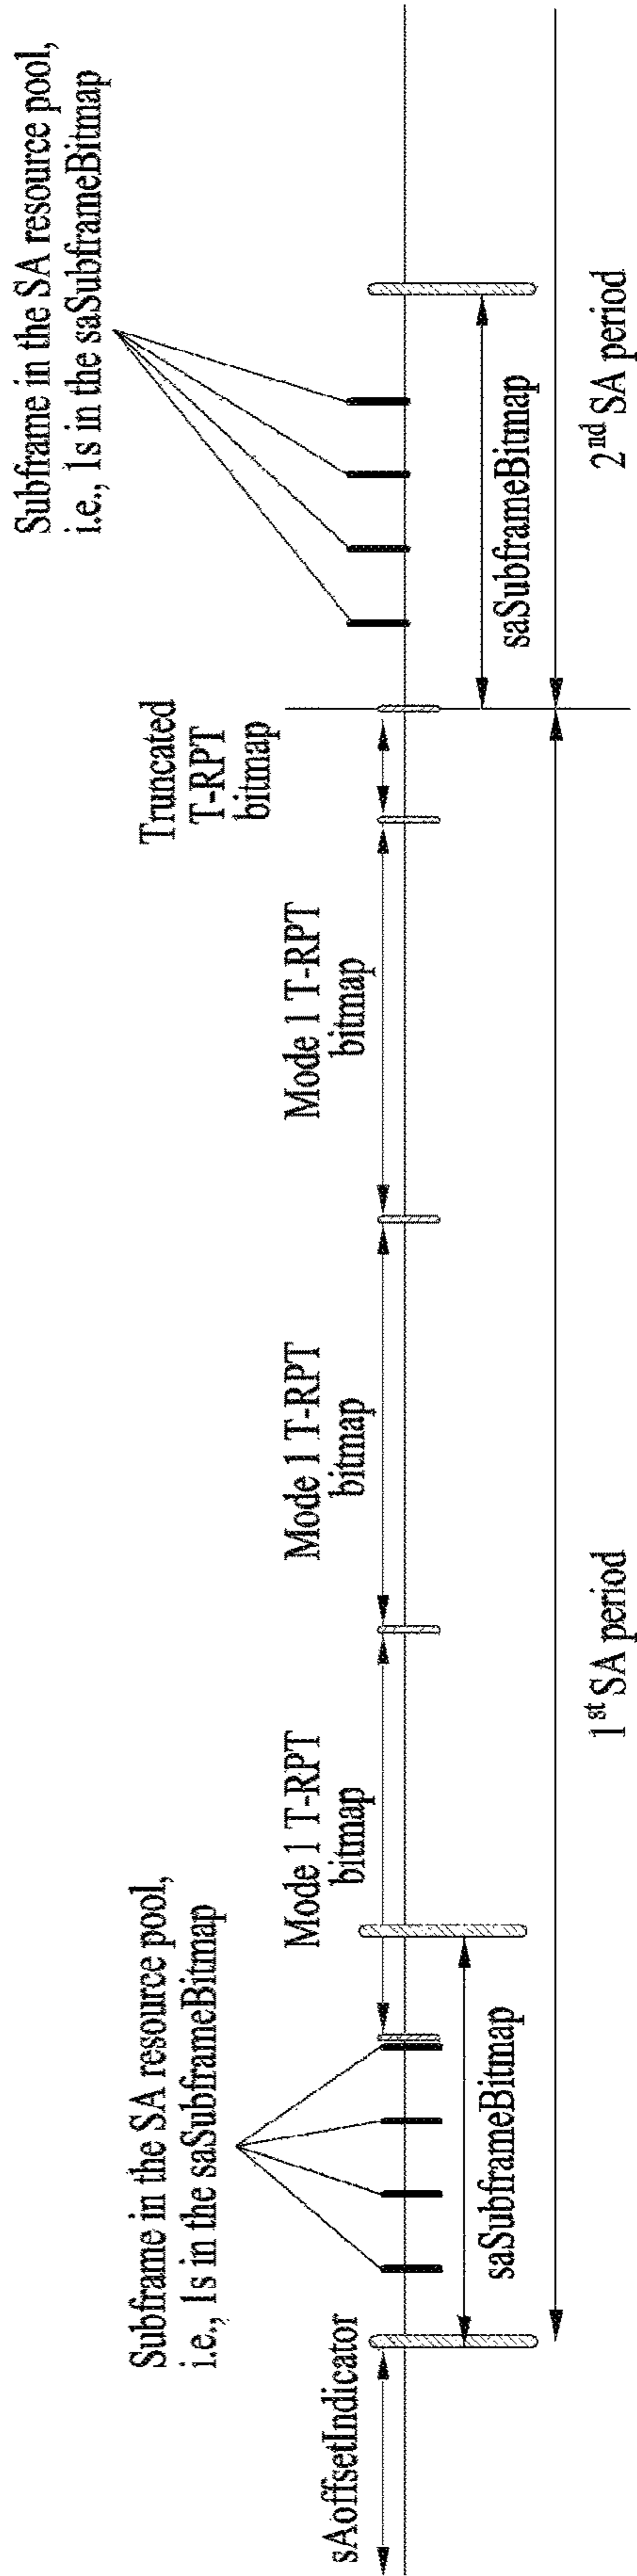 Subframe in the SA resource pool,
i.e., 1s in the saSubframeBitmap
Subframe in the SA resource pool,
i.e., 1s in the saSubframeBitmap
sAoffsetIndicator
Mode 1 T-RPT
bitmap
Mode 1 T-RPT
bitmap
Mode 1 T-RPT
bitmap
Truncated
T-RPT
bitmap
saSubframeBitmap
saSubframeBitmap
1st SA period
2nd SA period